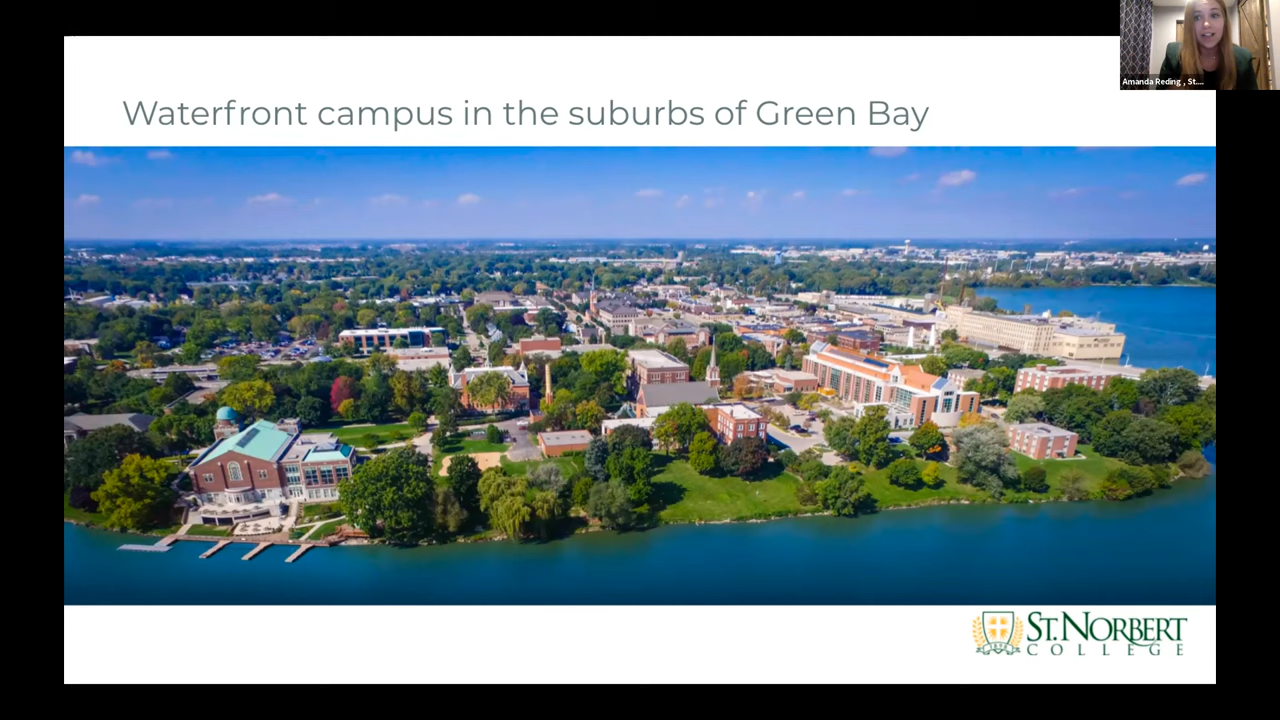 Amanda Reding , St....
Waterfront campus in the suburbs of Green Bay
ST. NORBERT
COLLEGE